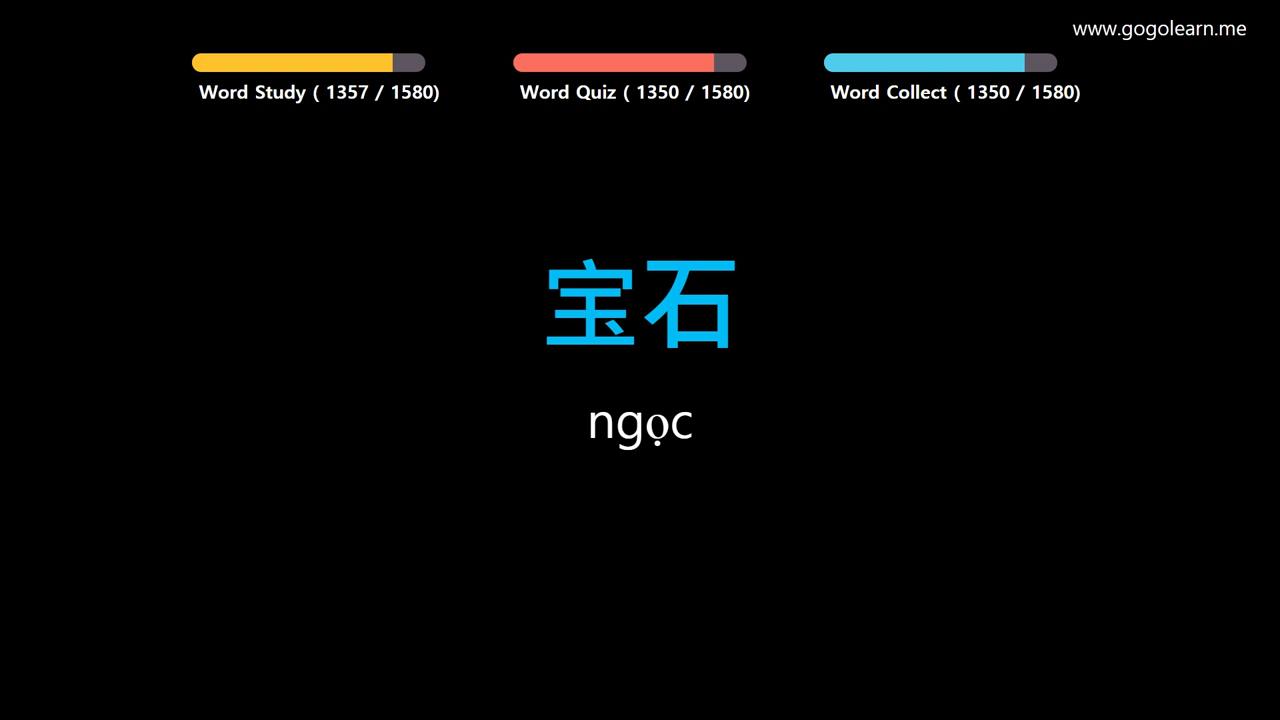 www.gogolearn.me
Word Study ( 1357 / 1580)
Word Quiz ( 1350 / 1580)
Word Collect ( 1350 / 1580)
宝石
ngọc